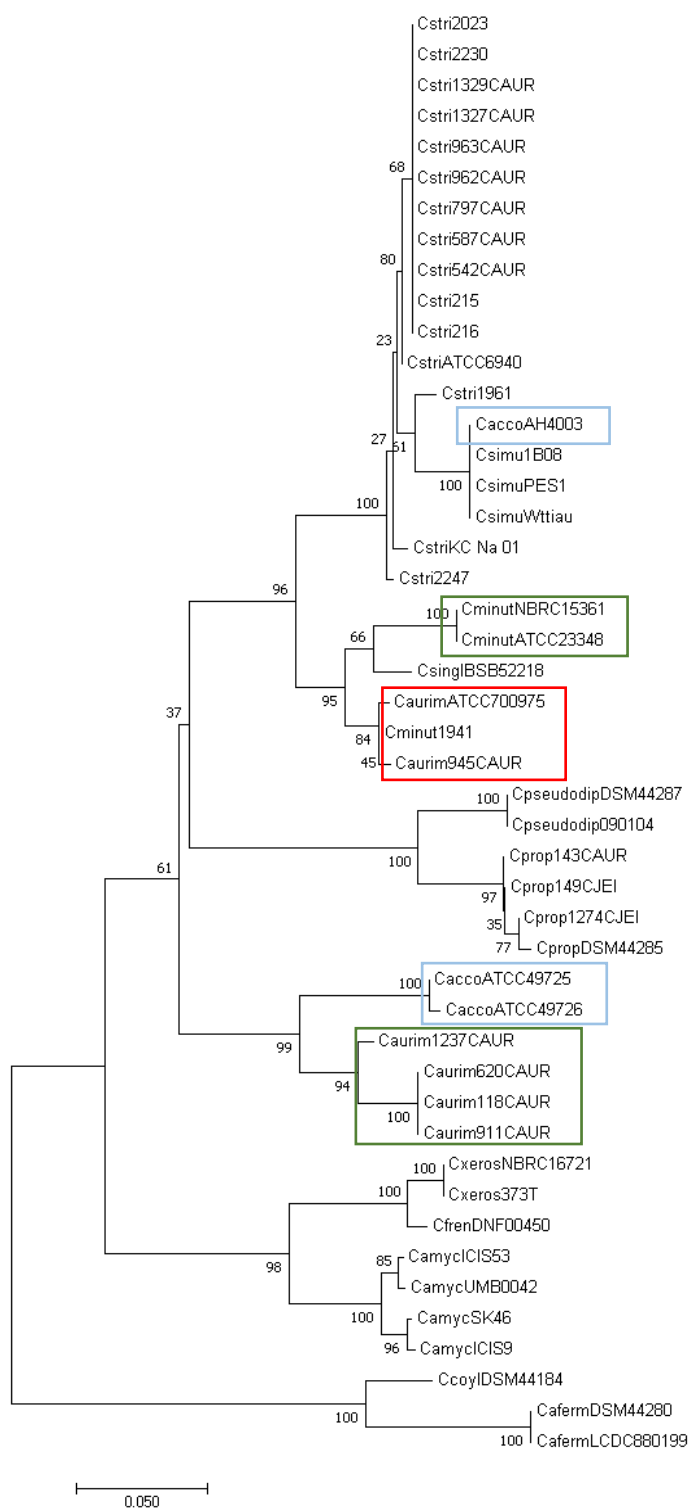 Cstri2023
Cstri2230
Cstri1329CAUR
Cstri1327CAUR
Cstri963CAUR
68
Cstri962CAUR
Cstri797CAUR
Cstri587CAUR
80
Cstri542CAUR
Cstri215
Cstri216
23
CstriATCC6940
Cstri1961
CaccoAH4003
27
61
Csimu1B08
100
CsimuPES1
100
CsimuWttiau
CstriKC Na 01
Cstri2247
96
100
CminutNBRC15361
CminutATCC23348
66
CsinglBSB52218
95
CaurimATCC700975
37
84
Cminut1941
45
Caurim945CAUR
100
CpseudodipDSM44287
Cpseudodip090104
100
Cprop143CAUR
61
97
Cprop149CJEI
35
Cprop1274CJEI
77
CpropDSM44285
100
CaccoATCC49725
CaccoATCC49726
99
Caurim1237CAUR
94
Caurim620CAUR
100
Caurim118CAUR
Caurim911CAUR
100
CxerosNBRC16721
100
Cxeros373T
CfrenDNF00450
98
85
CamycICIS53
CamycUMB0042
100
CamycSK46
96
CamycICIS9
CcoylDSM44184
100
CafermDSM44280
100
CafermLCDC880199
0.050